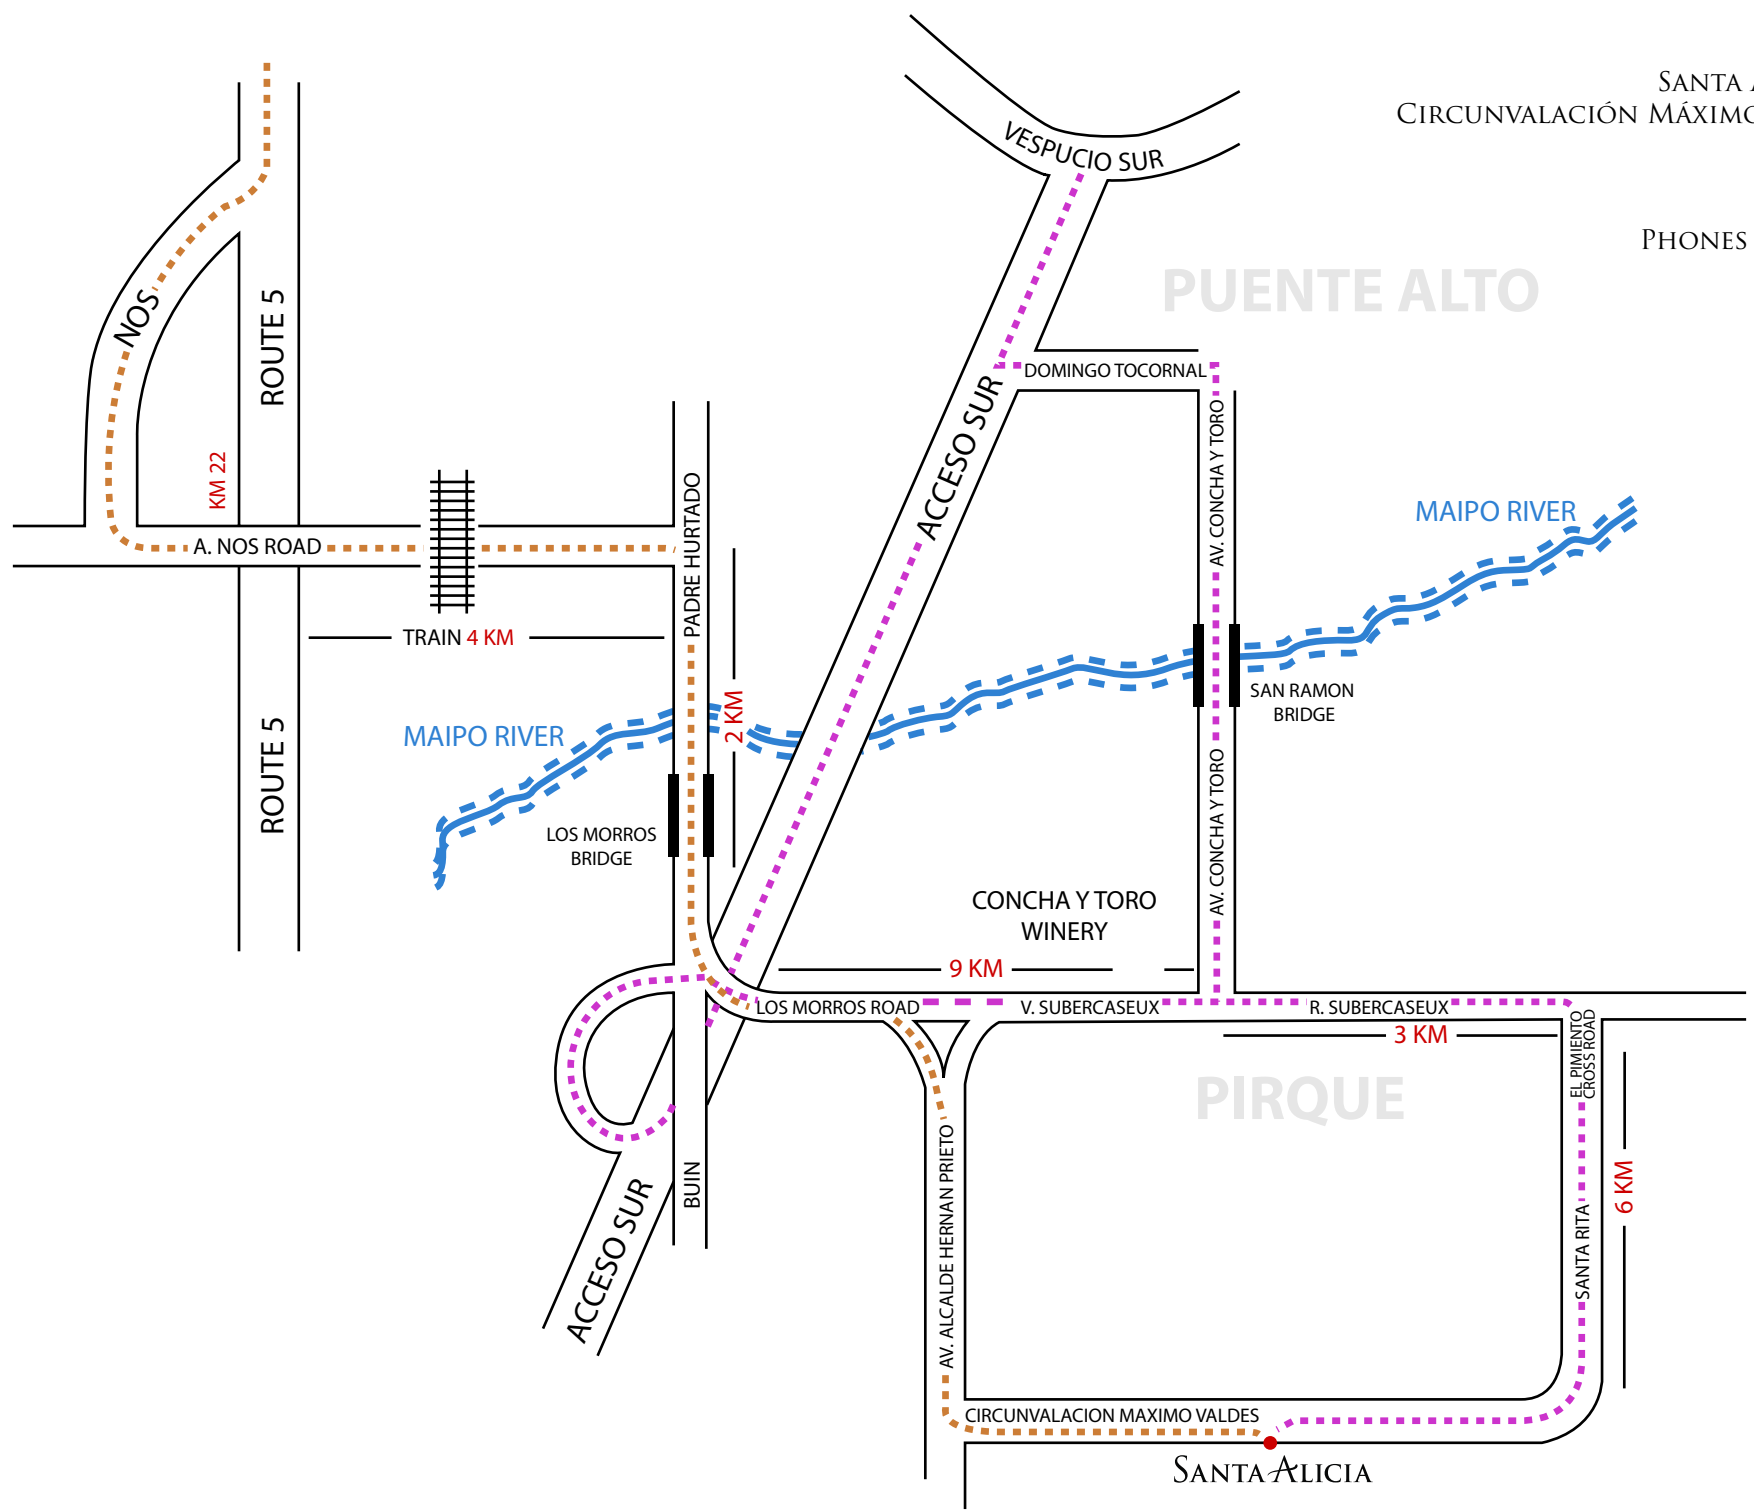 SANTA
CIRCUNVALACIÓN MÁXIMO
PHONES
VESPUCIO SUR
PUENTE ALTO
NOS
ROUTE 5
KM 22
DOMINGO TOCORNAL
ACCESO SUR
AV. CONCHA Y TORO
PADRE HURTADO
MAIPO RIVER
A. NOS ROAD
TRAIN 4 KM
2 KM
SAN RAMON
BRIDGE
MAIPO RIVER
ROUTE 5
LOS MORROS
BRIDGE
AV. CONCHA Y TORO
CONCHA Y TORO
WINERY
9 KM
LOS MORROS ROAD
V. SUBERCASEUX
R. SUBERCASEUX
3 KM
EL PIMIENTO
CROSS ROAD
PIRQUE
BUIN
ACCESO SUR
AV. ALCALDE HERNAN PRIETO
SANTA RITA
6 KM
CIRCUNVALACION MAXIMO VALDES
SANTA ALICIA